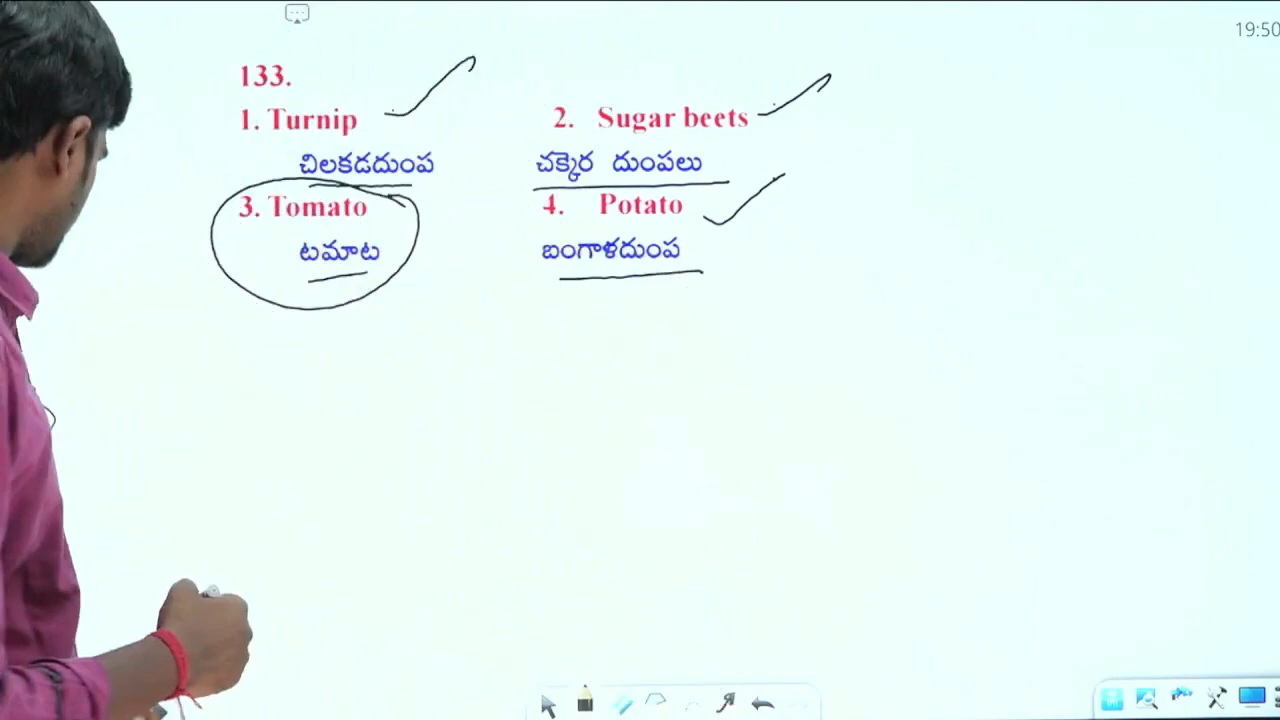 19:50
133.
1. Turnip 2. Sugar beets
చిలకడదుంప చక్కెర దుంపలు
3. Tomato 4. Potato
టమాట బంగాళదుంప